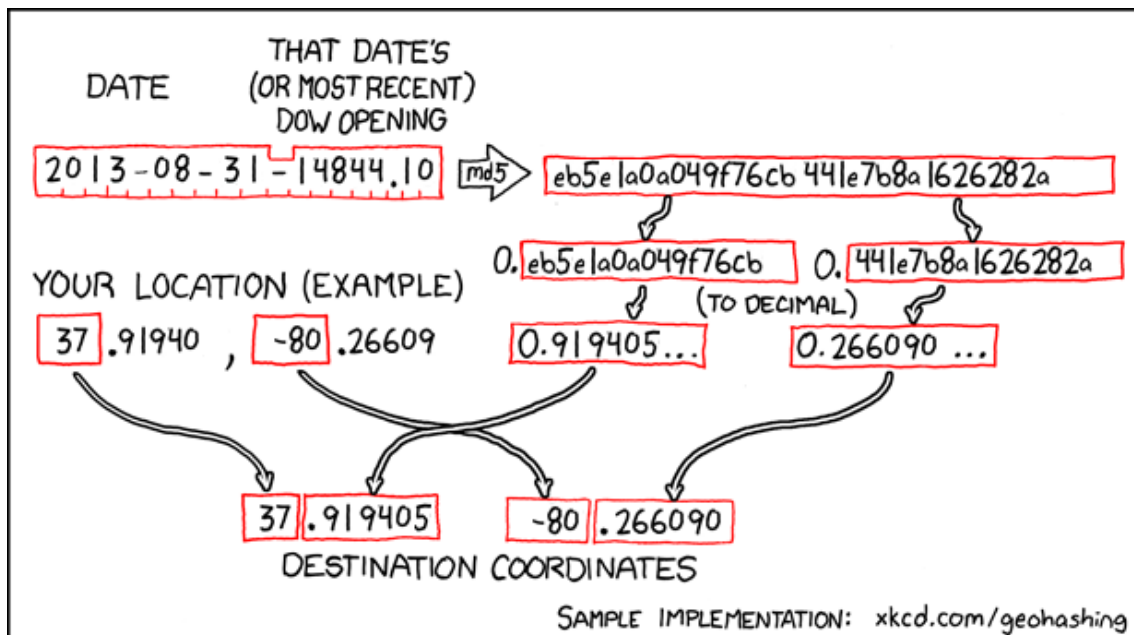 DATE
THAT DATE'S
(OR MOST RECENT)
DOW OPENING
2013-08-31-14844.10
md5
eb5e1a0a049f76cb441e7b8a1626282a
0.eb5e1a0a049f76cb
0.441e7b8a1626282a
YOUR LOCATION (EXAMPLE)
(TO DECIMAL)
37.91940, -80.26609
0.919405...
0.266090...
37.919405
-80.266090
DESTINATION COORDINATES
SAMPLE IMPLEMENTATION: xkcd.com/geohashing